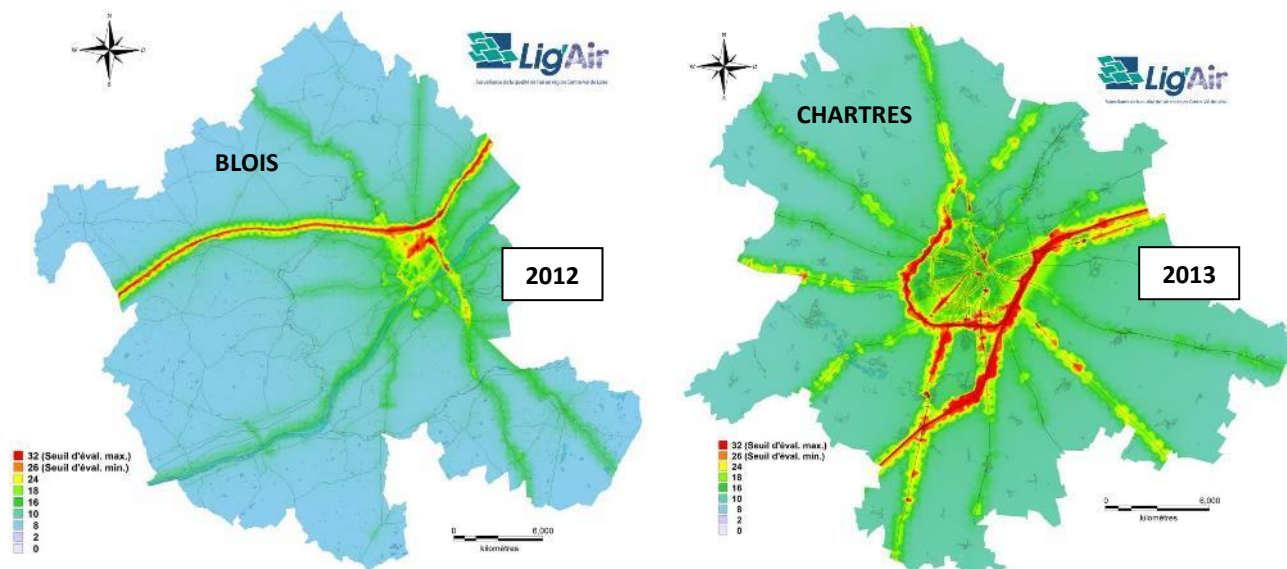 N
W
S
Lig'Air
BLOIS
2012
32 (Seuil d'éval. max.)
26 (Seuil d'éval. min.)
24
18
16
10
8
2
0
0 6,000
kilomètres
N
W
S
Lig'Air
CHARTRES
2013
32 (Seuil d'éval. max.)
26 (Seuil d'éval. min.)
24
18
16
10
8
2
0
0 6,000
kilomètres